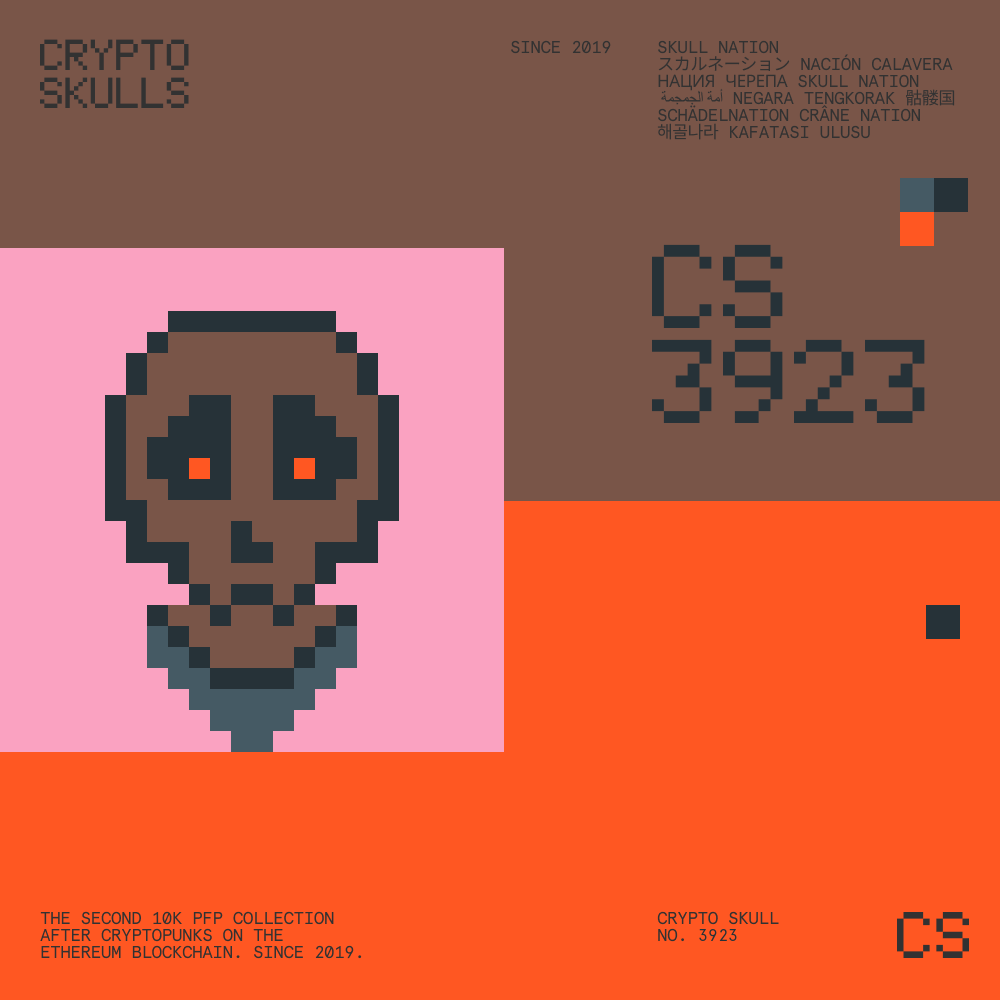 CRYPTO
SKULLS
SINCE 2019
SKULL NATION
スカルネーション NACIÓN CALAVERA
НАЦИЯ ЧЕРЕПА SKULL NATION
أمة الجمجمة NEGARA TENGKORAK 骷髅国
SCHÄDELNATION CRÂNE NATION
해골나라 KAFATASI ULUSU
CS
3923
THE SECOND 10K PFP COLLECTION
AFTER CRYPTOPUNKS ON THE
ETHEREUM BLOCKCHAIN. SINCE 2019.
CRYPTO SKULL
NO. 3923
CS